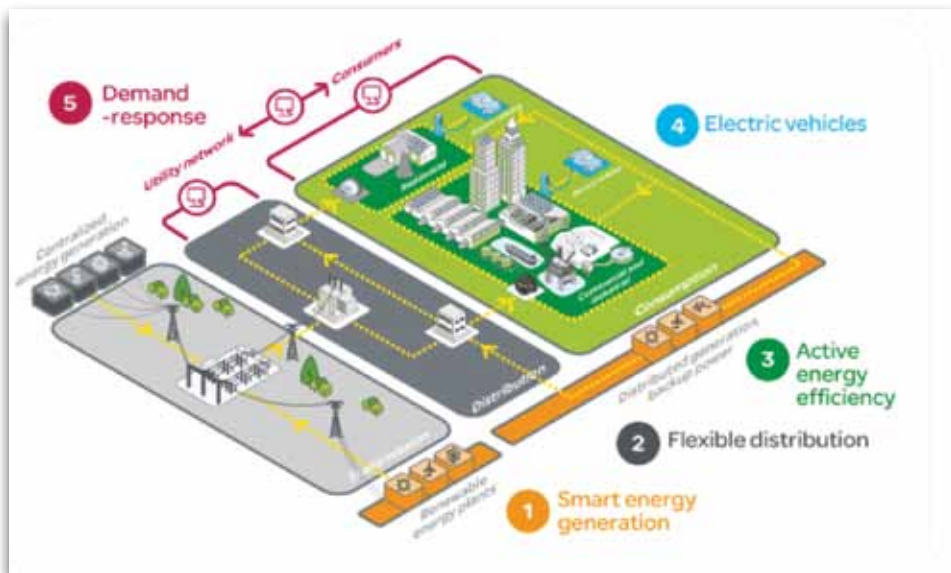 5
Demand
-response
Utility network
Consumers
4
Electric vehicles
Centralized
energy generation
Residential
Commercial and
industrial
Consumption
Distribution
Distributed generation,
backup power
3
Active
energy
efficiency
2
Flexible distribution
Renewable
energy plants
1
Smart energy
generation